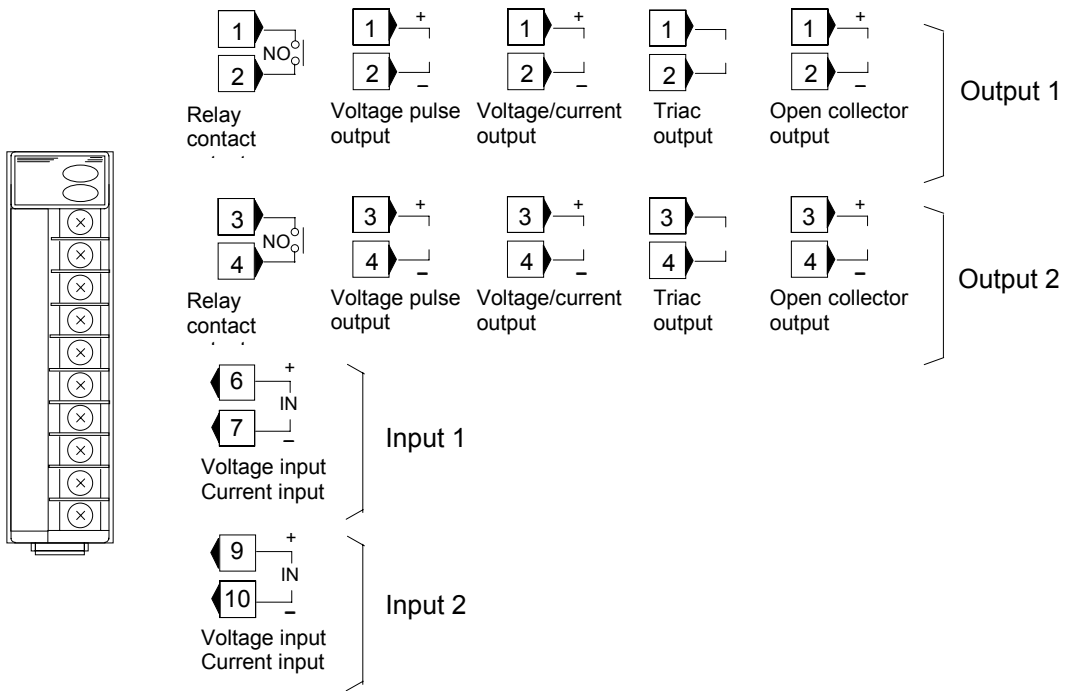 1
2
NO
Relay
contact
1 +
2 –
Voltage pulse
output
1 +
2 –
Voltage/current
output
1
2
Triac
output
1 +
2 –
Open collector
output
Output 1
3
4
NO
Relay
contact
3 +
4 –
Voltage pulse
output
3 +
4 –
Voltage/current
output
3
4
Triac
output
3 +
4 –
Open collector
output
Output 2
6 +
IN
7 –
Voltage input
Current input
Input 1
9 +
IN
10 –
Voltage input
Current input
Input 2